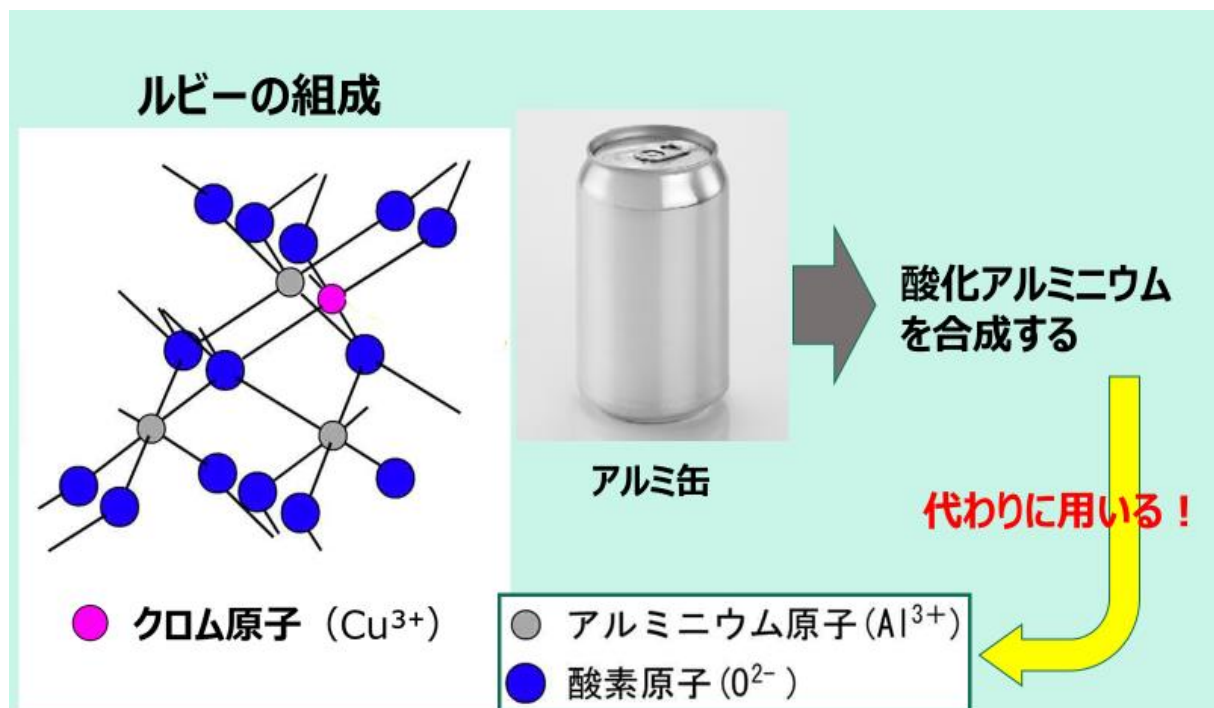 ルビーの組成
アルミ缶
酸化アルミニウム
を合成する
代わりに用いる！
クロム原子（Cu³⁺）
アルミニウム原子(Al³⁺)
酸素原子(O²⁻)